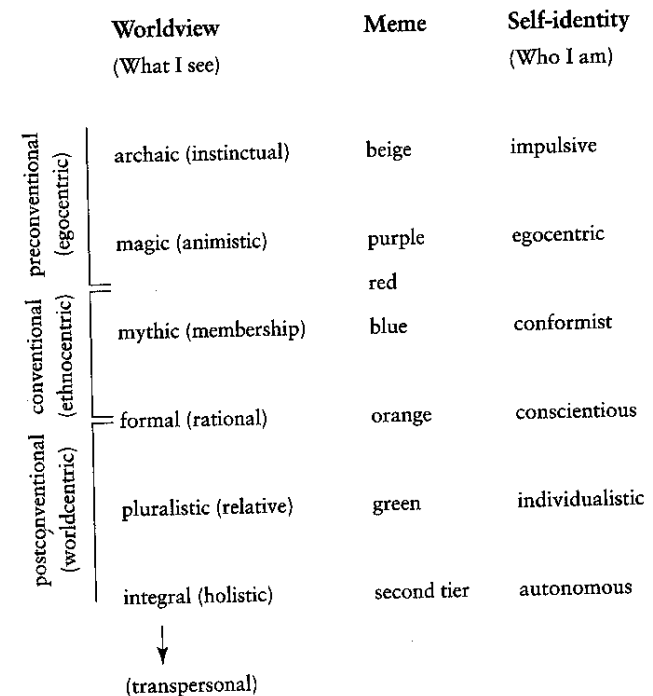 Worldview Meme Self-identity
(What I see) (Who I am)
preconventional
(egocentric)
archaic (instinctual) beige impulsive
magic (animistic) purple egocentric
red
conventional
(ethnocentric)
mythic (membership) blue conformist
formal (rational) orange conscientious
postconventional
(worldcentric)
pluralistic (relative) green individualistic
integral (holistic) second tier autonomous
(transpersonal)